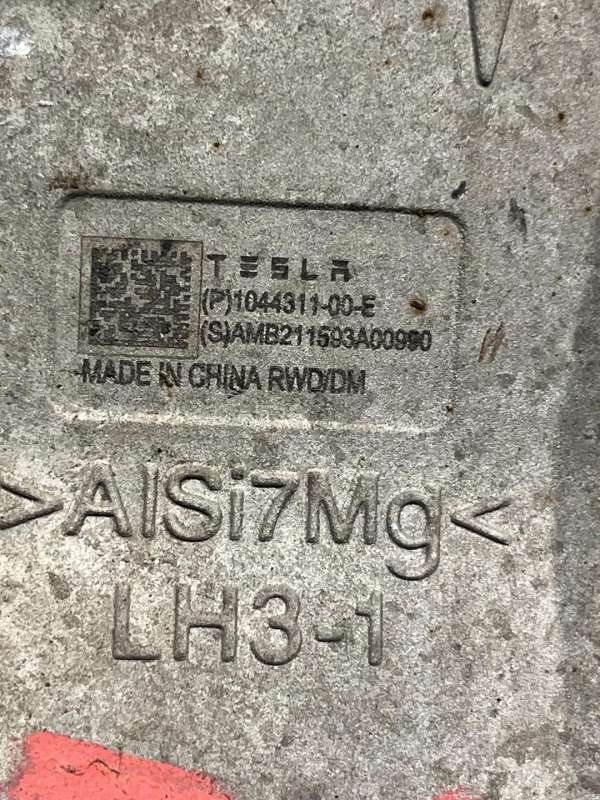 TESLA
(P)1044311-00-E
(S)AMB211593A00990
MADE IN CHINA RWD/DM
>AlSi7Mg<
LH3-1